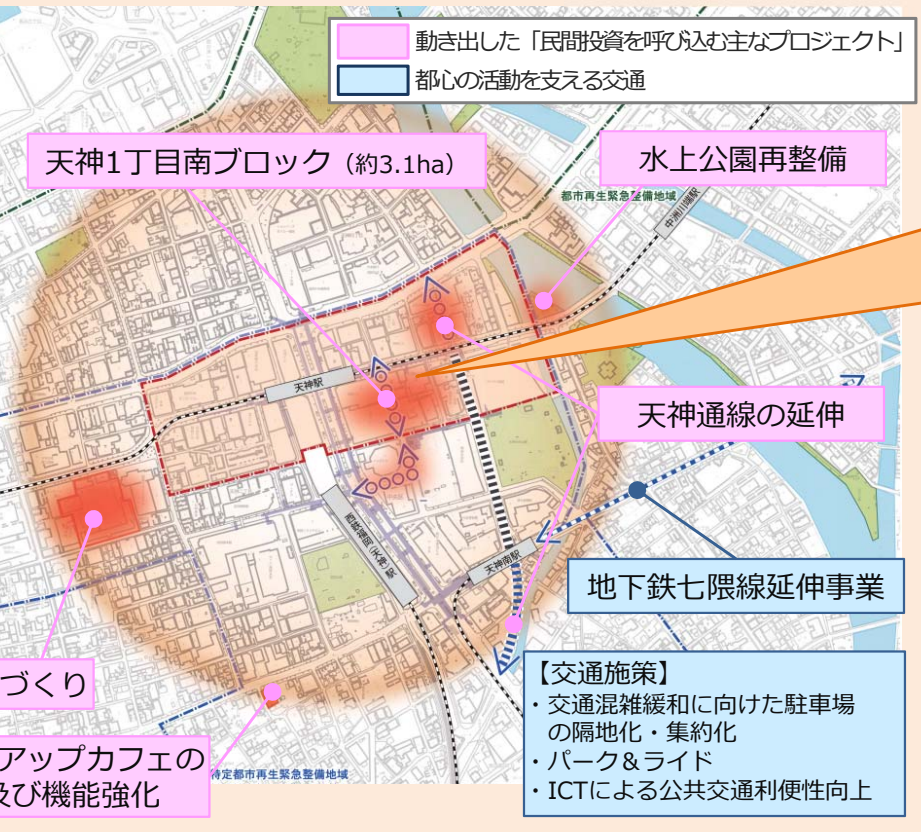 動き出した「民間投資を呼び込む主なプロジェクト」
都心の活動を支える交通
天神1丁目南ブロック（約3.1ha）
水上公園再整備
都市再生緊急整備地域
中洲川端駅
天神駅
天神通線の延伸
西鉄福岡(天神)駅
天神南駅
地下鉄七隈線延伸事業
づくり
アップカフェの
及び機能強化
特定都市再生緊急整備地域
【交通施策】
・交通混雑緩和に向けた駐車場
の隔地化・集約化
・パーク&ライド
・ICTによる公共交通利便性向上